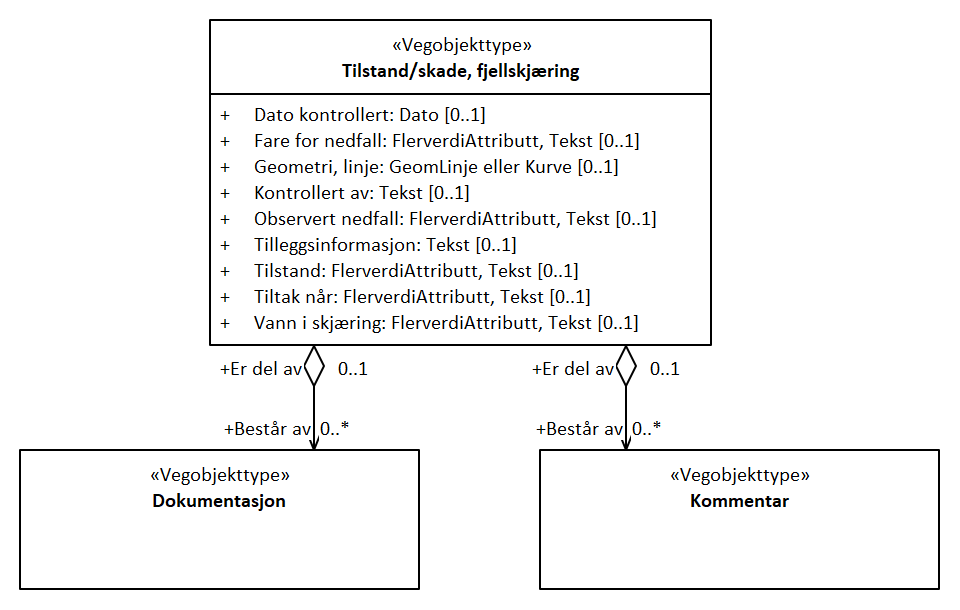 «Vegobjekttype»
Tilstand/skade, fjellskjæring
+ Dato kontrollert: Dato [0..1]
+ Fare for nedfall: FlerverdiAttributt, Tekst [0..1]
+ Geometri, linje: GeomLinje eller Kurve [0..1]
+ Kontrollert av: Tekst [0..1]
+ Observert nedfall: FlerverdiAttributt, Tekst [0..1]
+ Tilleggsinformasjon: Tekst [0..1]
+ Tilstand: FlerverdiAttributt, Tekst [0..1]
+ Tiltak når: FlerverdiAttributt, Tekst [0..1]
+ Vann i skjæring: FlerverdiAttributt, Tekst [0..1]
+Er del av 0..1
+Er del av 0..1
+Består av 0..*
+Består av 0..*
«Vegobjekttype»
Dokumentasjon
«Vegobjekttype»
Kommentar